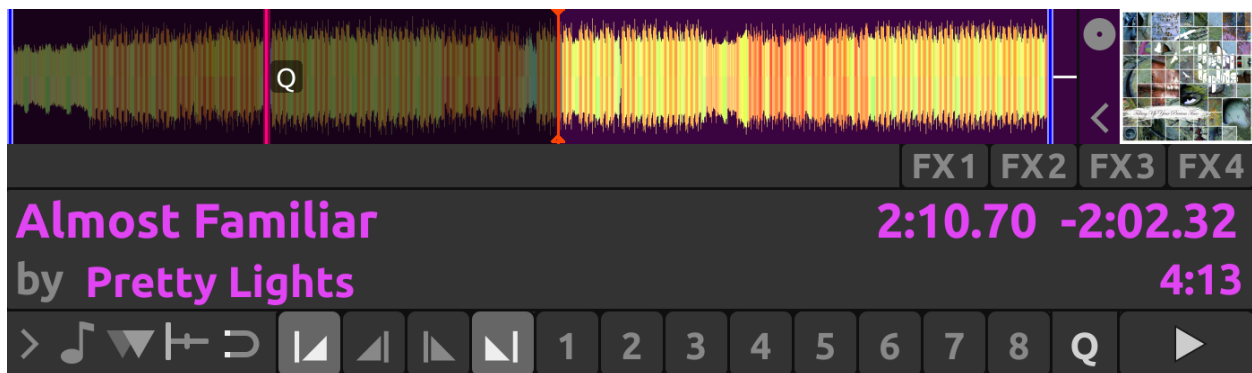 Q
FX1 FX2 FX3 FX4
Almost Familiar 2:10.70 -2:02.32
by Pretty Lights 4:13
1 2 3 4 5 6 7 8 Q